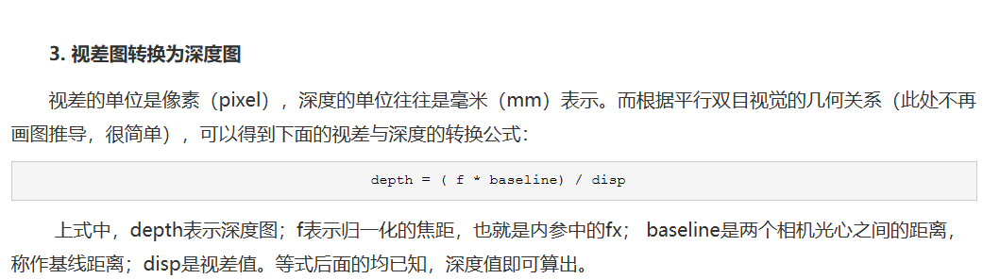 3. 视差图转换为深度图
视差的单位是像素（pixel），深度的单位往往是毫米（mm）表示。而根据平行双目视觉的几何关系（此处不再
画图推导，很简单），可以得到下面的视差与深度的转换公式：
depth = ( f * baseline) / disp
上式中，depth表示深度图；f表示归一化的焦距，也就是内参中的fx； baseline是两个相机光心之间的距离，
称作基线距离；disp是视差值。等式后面的均已知，深度值即可算出。